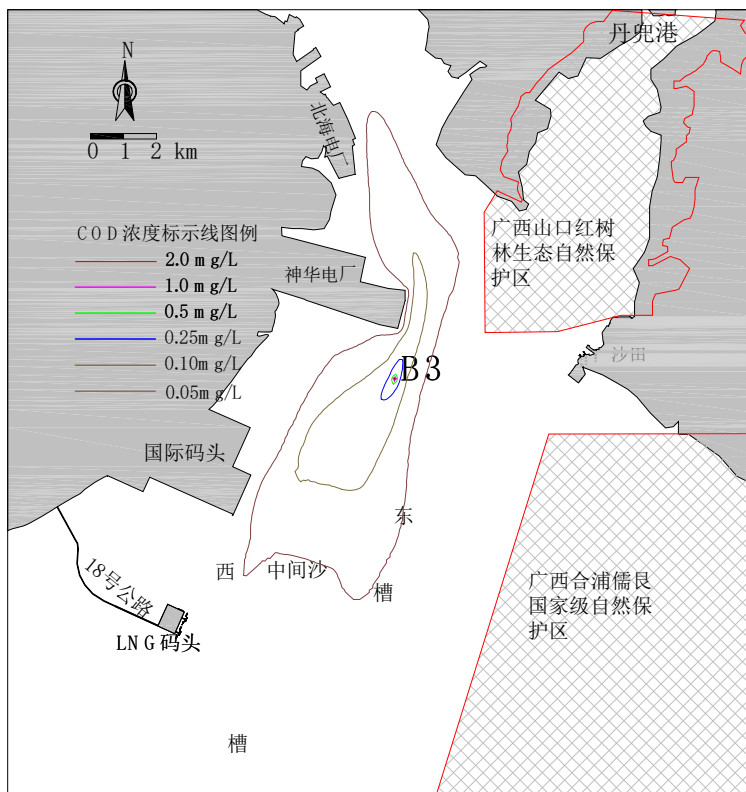 丹兜港
N
北海电厂
0 1 2 km
广西山口红树
林生态自然保
护区
COD浓度标示线图例
2.0 mg/L
1.0 mg/L
0.5 mg/L
0.25mg/L
0.10mg/L
0.05mg/L
神华电厂
沙田
B3
国际码头
东
槽
西
中间沙
18号公路
LNG码头
广西合浦儒艮
国家级自然保
护区
槽